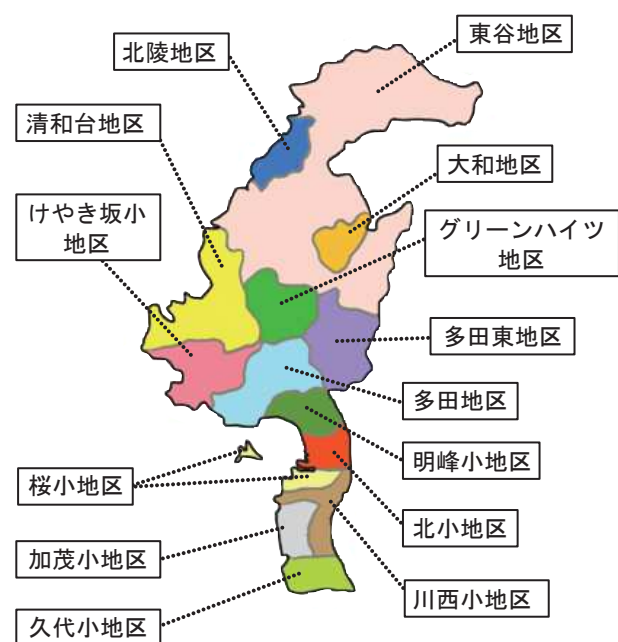 東谷地区
北陵地区
清和台地区
大和地区
けやき坂小
地区
グリーンハイツ
地区
多田東地区
多田地区
明峰小地区
桜小地区
北小地区
加茂小地区
川西小地区
久代小地区